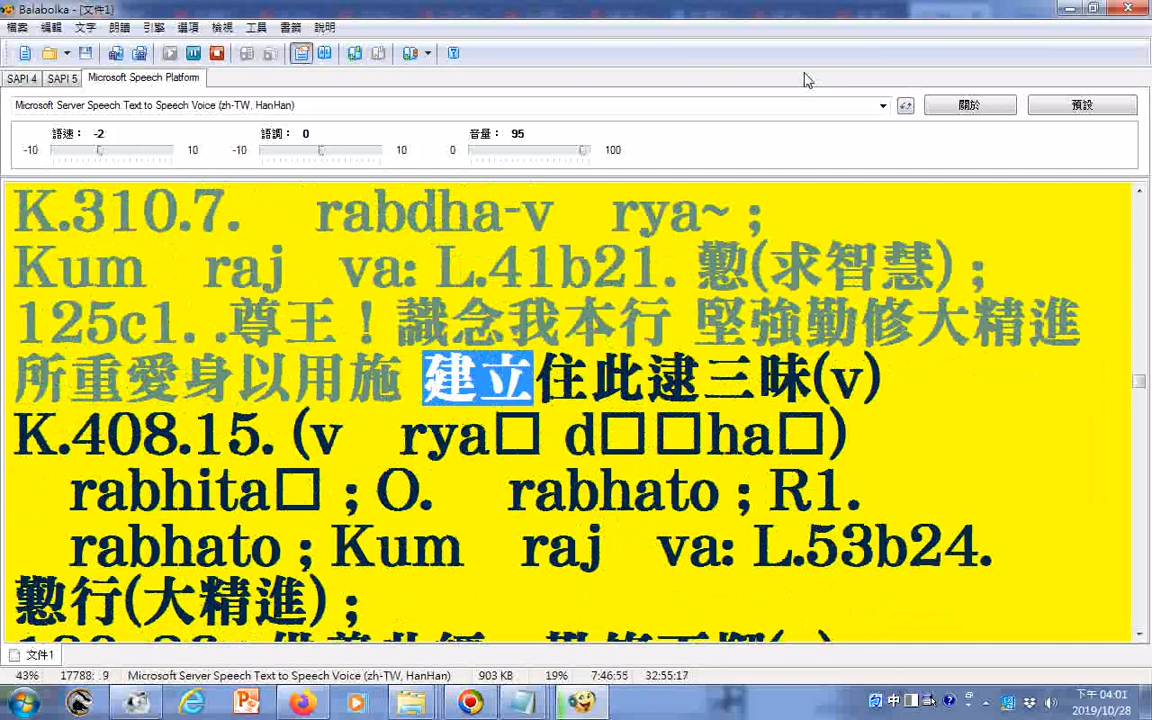 Balabolka - [文件1]
檔案 編輯 文字 朗讀 引擎 選項 檢視 工具 書籤 說明
SAPI 4 SAPI 5 Microsoft Speech Platform
Microsoft Server Speech Text to Speech Voice (zh-TW, HanHan) 關於 預設
語速： -2 語調： 0 音量： 95
-10 10 -10 10 0 100
K.310.7. rabdha-v rya~ ;
Kum raj va: L.41b21. 懃(求智慧) ;
125c1. .尊王！識念我本行 堅強勤修大精進
所重愛身以用施 建立住此逮三昧(v)
K.408.15. (v rya□ d□□ha□)
rabhita□ ; O. rabhato ; R1.
rabhato ; Kum raj va: L.53b24.
懃行(大精進) ;
文件1
43% 17788: .9 Microsoft Server Speech Text to Speech Voice (zh-TW, HanHan) 903 KB 19% 7:46:55 32:55:17
中 下午 04:01
2019/10/28